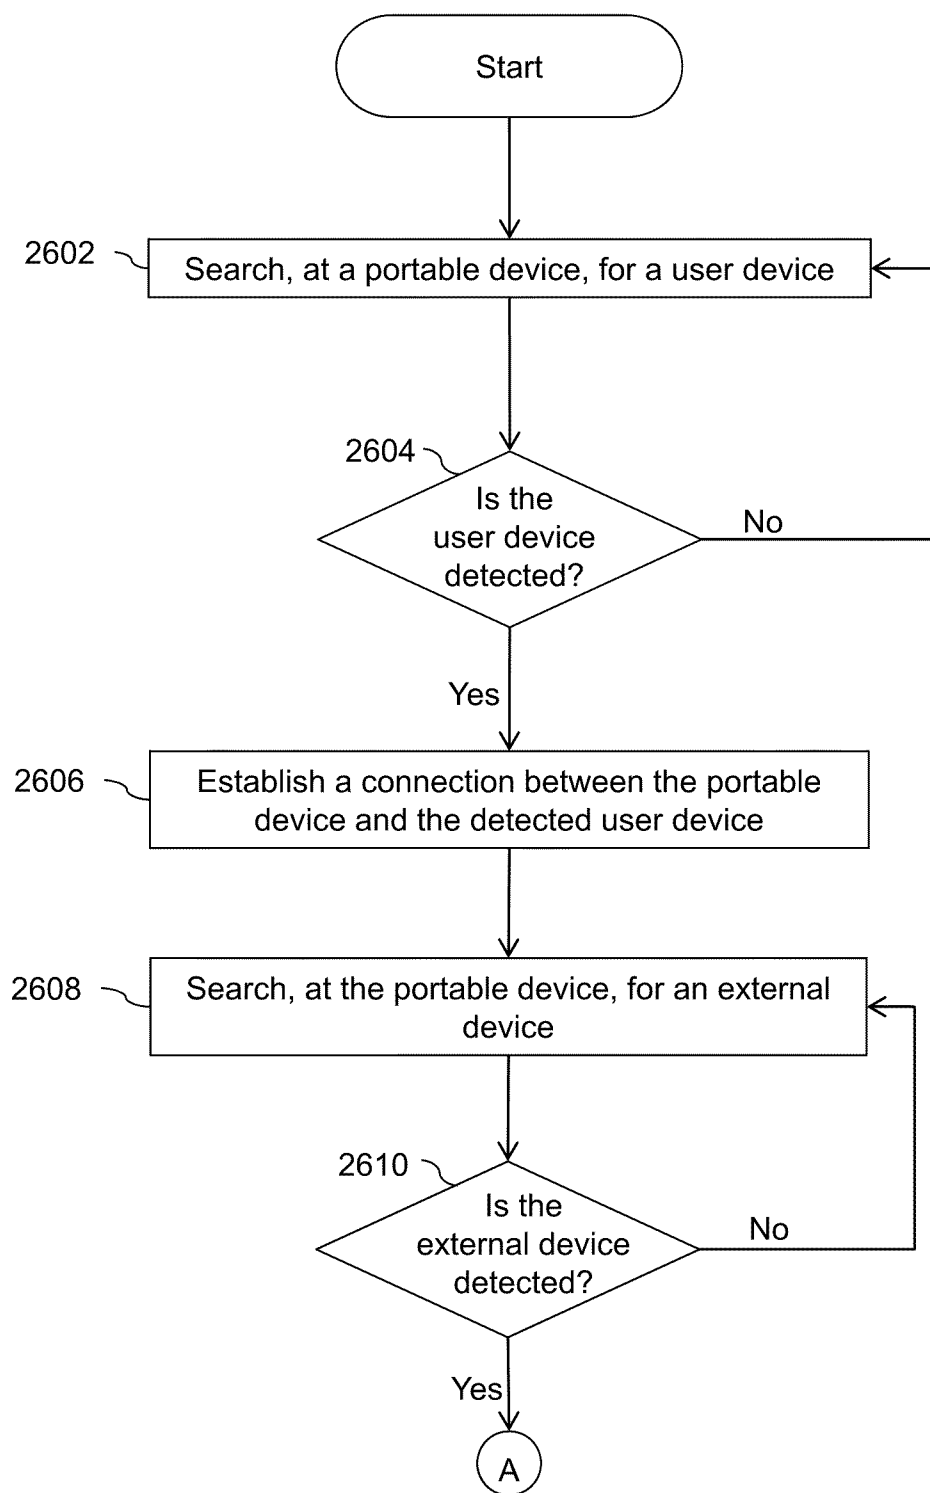 Start
2602
Search, at a portable device, for a user device
2604
Is the
user device
detected?
No
Yes
2606
Establish a connection between the portable
device and the detected user device
2608
Search, at the portable device, for an external
device
2610
Is the
external device
detected?
No
Yes
A